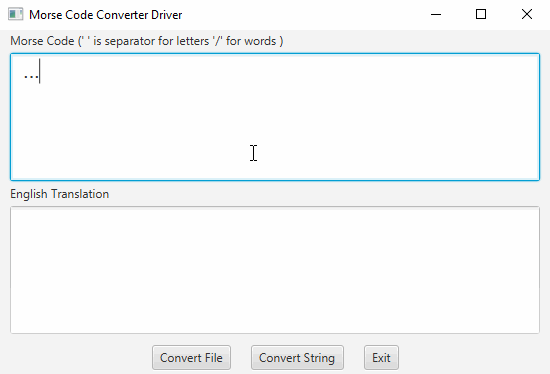 Morse Code Converter Driver
Morse Code (' ' is separator for letters '/' for words )
...
English Translation
Convert File Convert String Exit